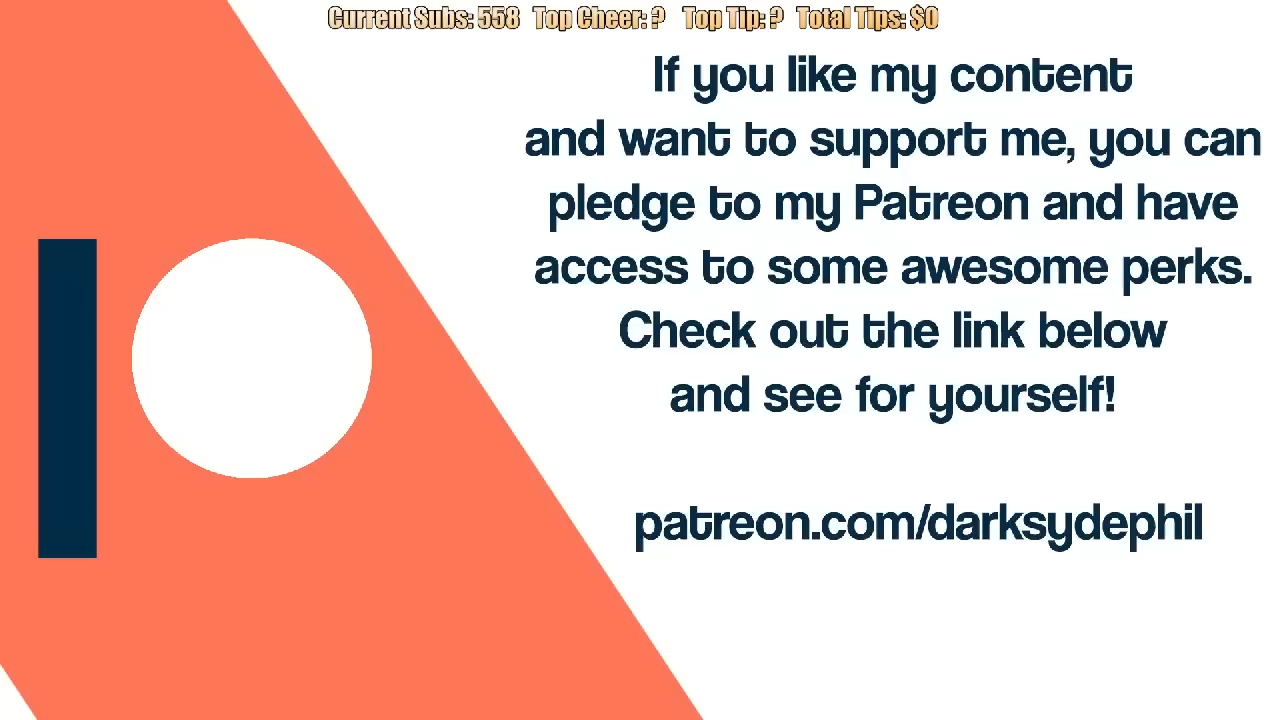 Current Subs: 558 Top Cheer: ? Top Tip: ? Total Tips: $0
If you like my content
and want to support me, you can
pledge to my Patreon and have
access to some awesome perks.
Check out the link below
and see for yourself!
patreon.com/darksydephil